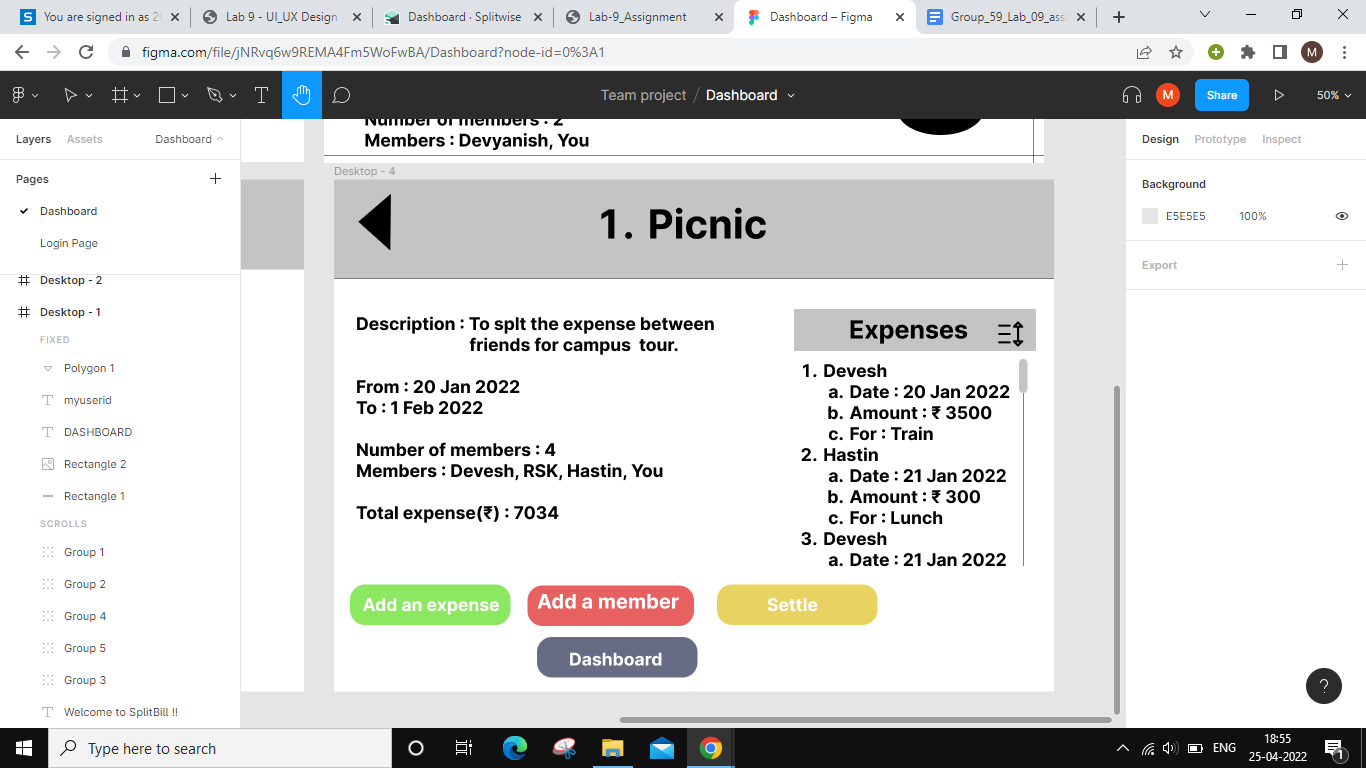 You are signed in as 2
Lab 9 - UI_UX Design
Dashboard · Splitwise
Lab-9_Assignment
Dashboard – Figma
Group_59_Lab_09_ass
figma.com/file/jNRvq6w9REMA4Fm5WoFwBA/Dashboard?node-id=0%3A1
M
Team project / Dashboard
M
Share
50%
Layers
Assets
Dashboard
Pages
Dashboard
Login Page
Desktop - 2
Desktop - 1
FIXED
Polygon 1
myuserid
DASHBOARD
Rectangle 2
Rectangle 1
SCROLLS
Group 1
Group 2
Group 4
Group 5
Group 3
Welcome to SplitBill !!
Number of members : 2
Members : Devyanish, You
Desktop - 4
1. Picnic
Description : To splt the expense between
friends for campus tour.
From : 20 Jan 2022
To : 1 Feb 2022
Number of members : 4
Members : Devesh, RSK, Hastin, You
Total expense(₹) : 7034
Expenses
1. Devesh
a. Date : 20 Jan 2022
b. Amount : ₹ 3500
c. For : Train
2. Hastin
a. Date : 21 Jan 2022
b. Amount : ₹ 300
c. For : Lunch
3. Devesh
a. Date : 21 Jan 2022
Add an expense
Add a member
Settle
Dashboard
Design
Prototype
Inspect
Background
E5E5E5
100%
Export
?
Type here to search
ENG
18:55
25-04-2022
1